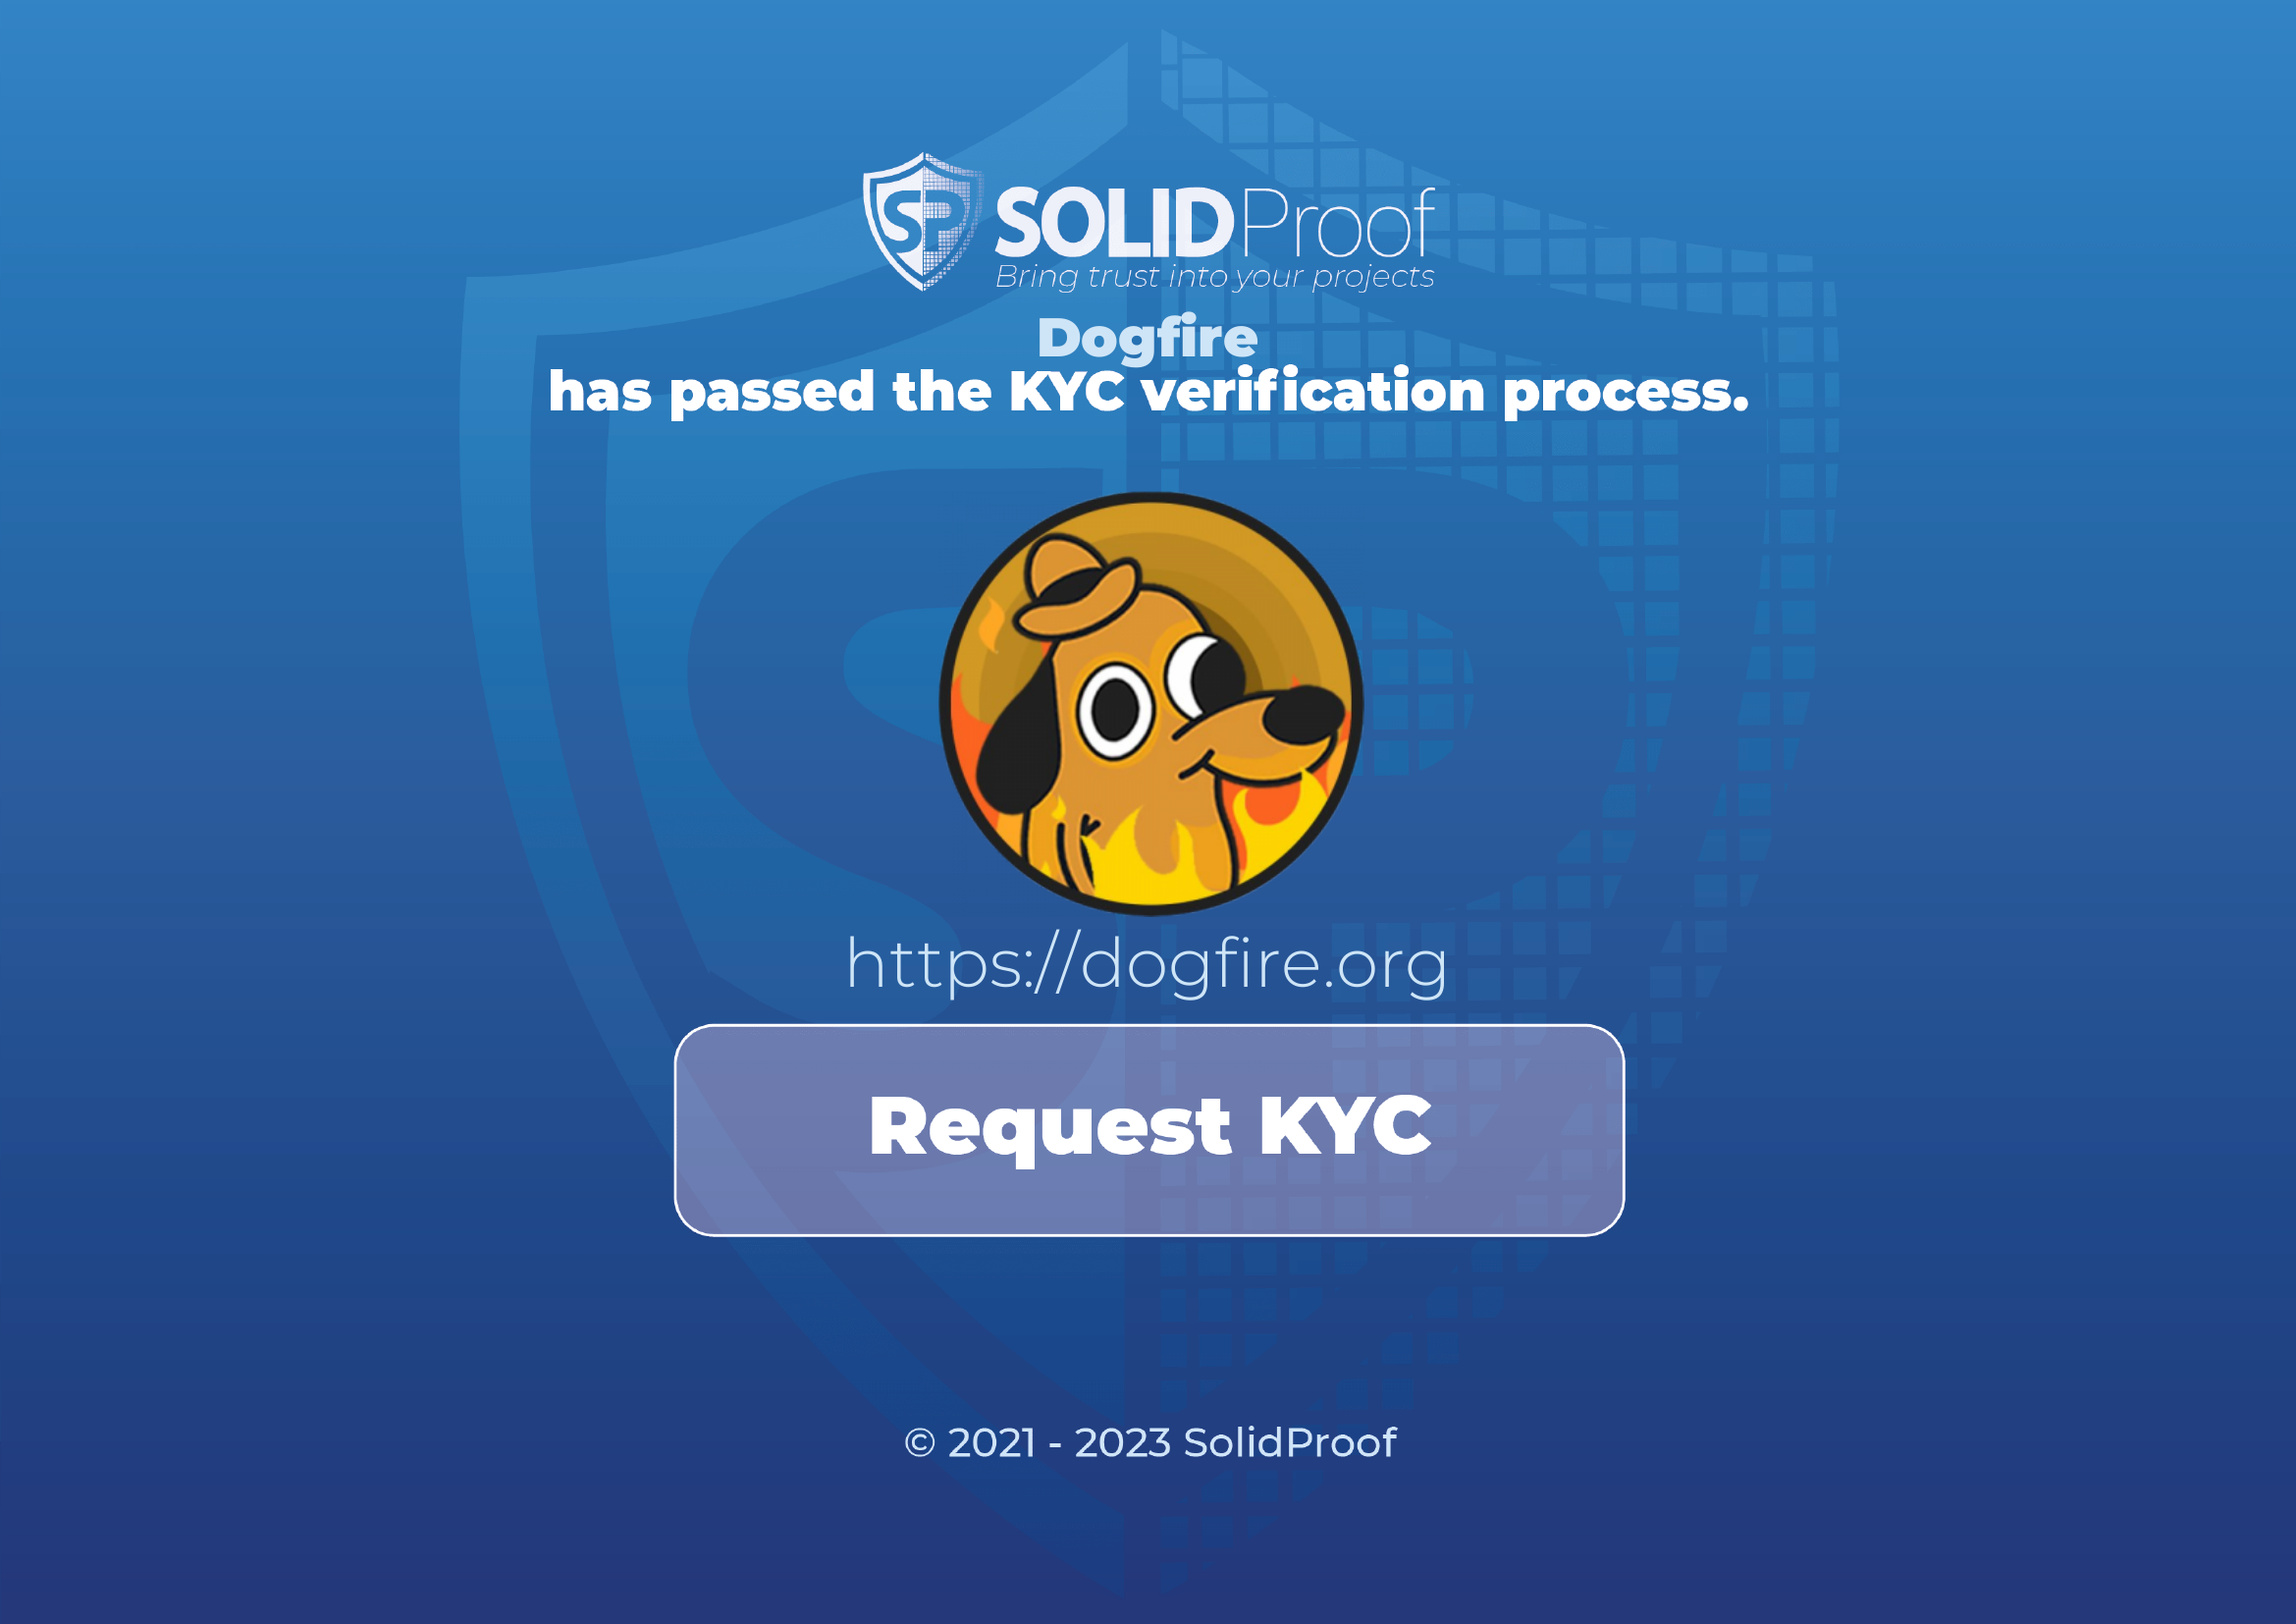 SP SOLIDProof
Bring trust into your projects
Dogfire
has passed the KYC verification process.
https://dogfire.org
Request KYC
© 2021 - 2023 SolidProof